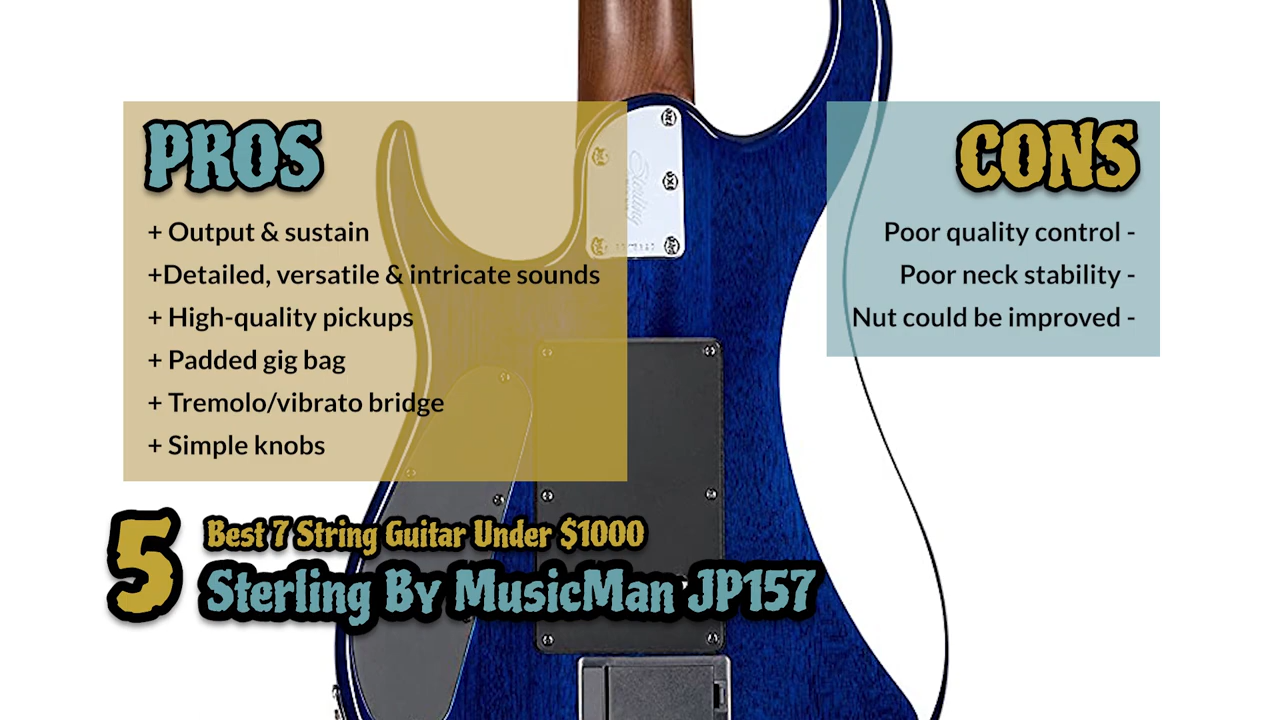 PROS
+ Output & sustain
+Detailed, versatile & intricate sounds
+ High-quality pickups
+ Padded gig bag
+ Tremolo/vibrato bridge
+ Simple knobs
CONS
Poor quality control -
Poor neck stability -
Nut could be improved -
Sterling
5
Best 7 String Guitar Under $1000
Sterling By MusicMan JP157